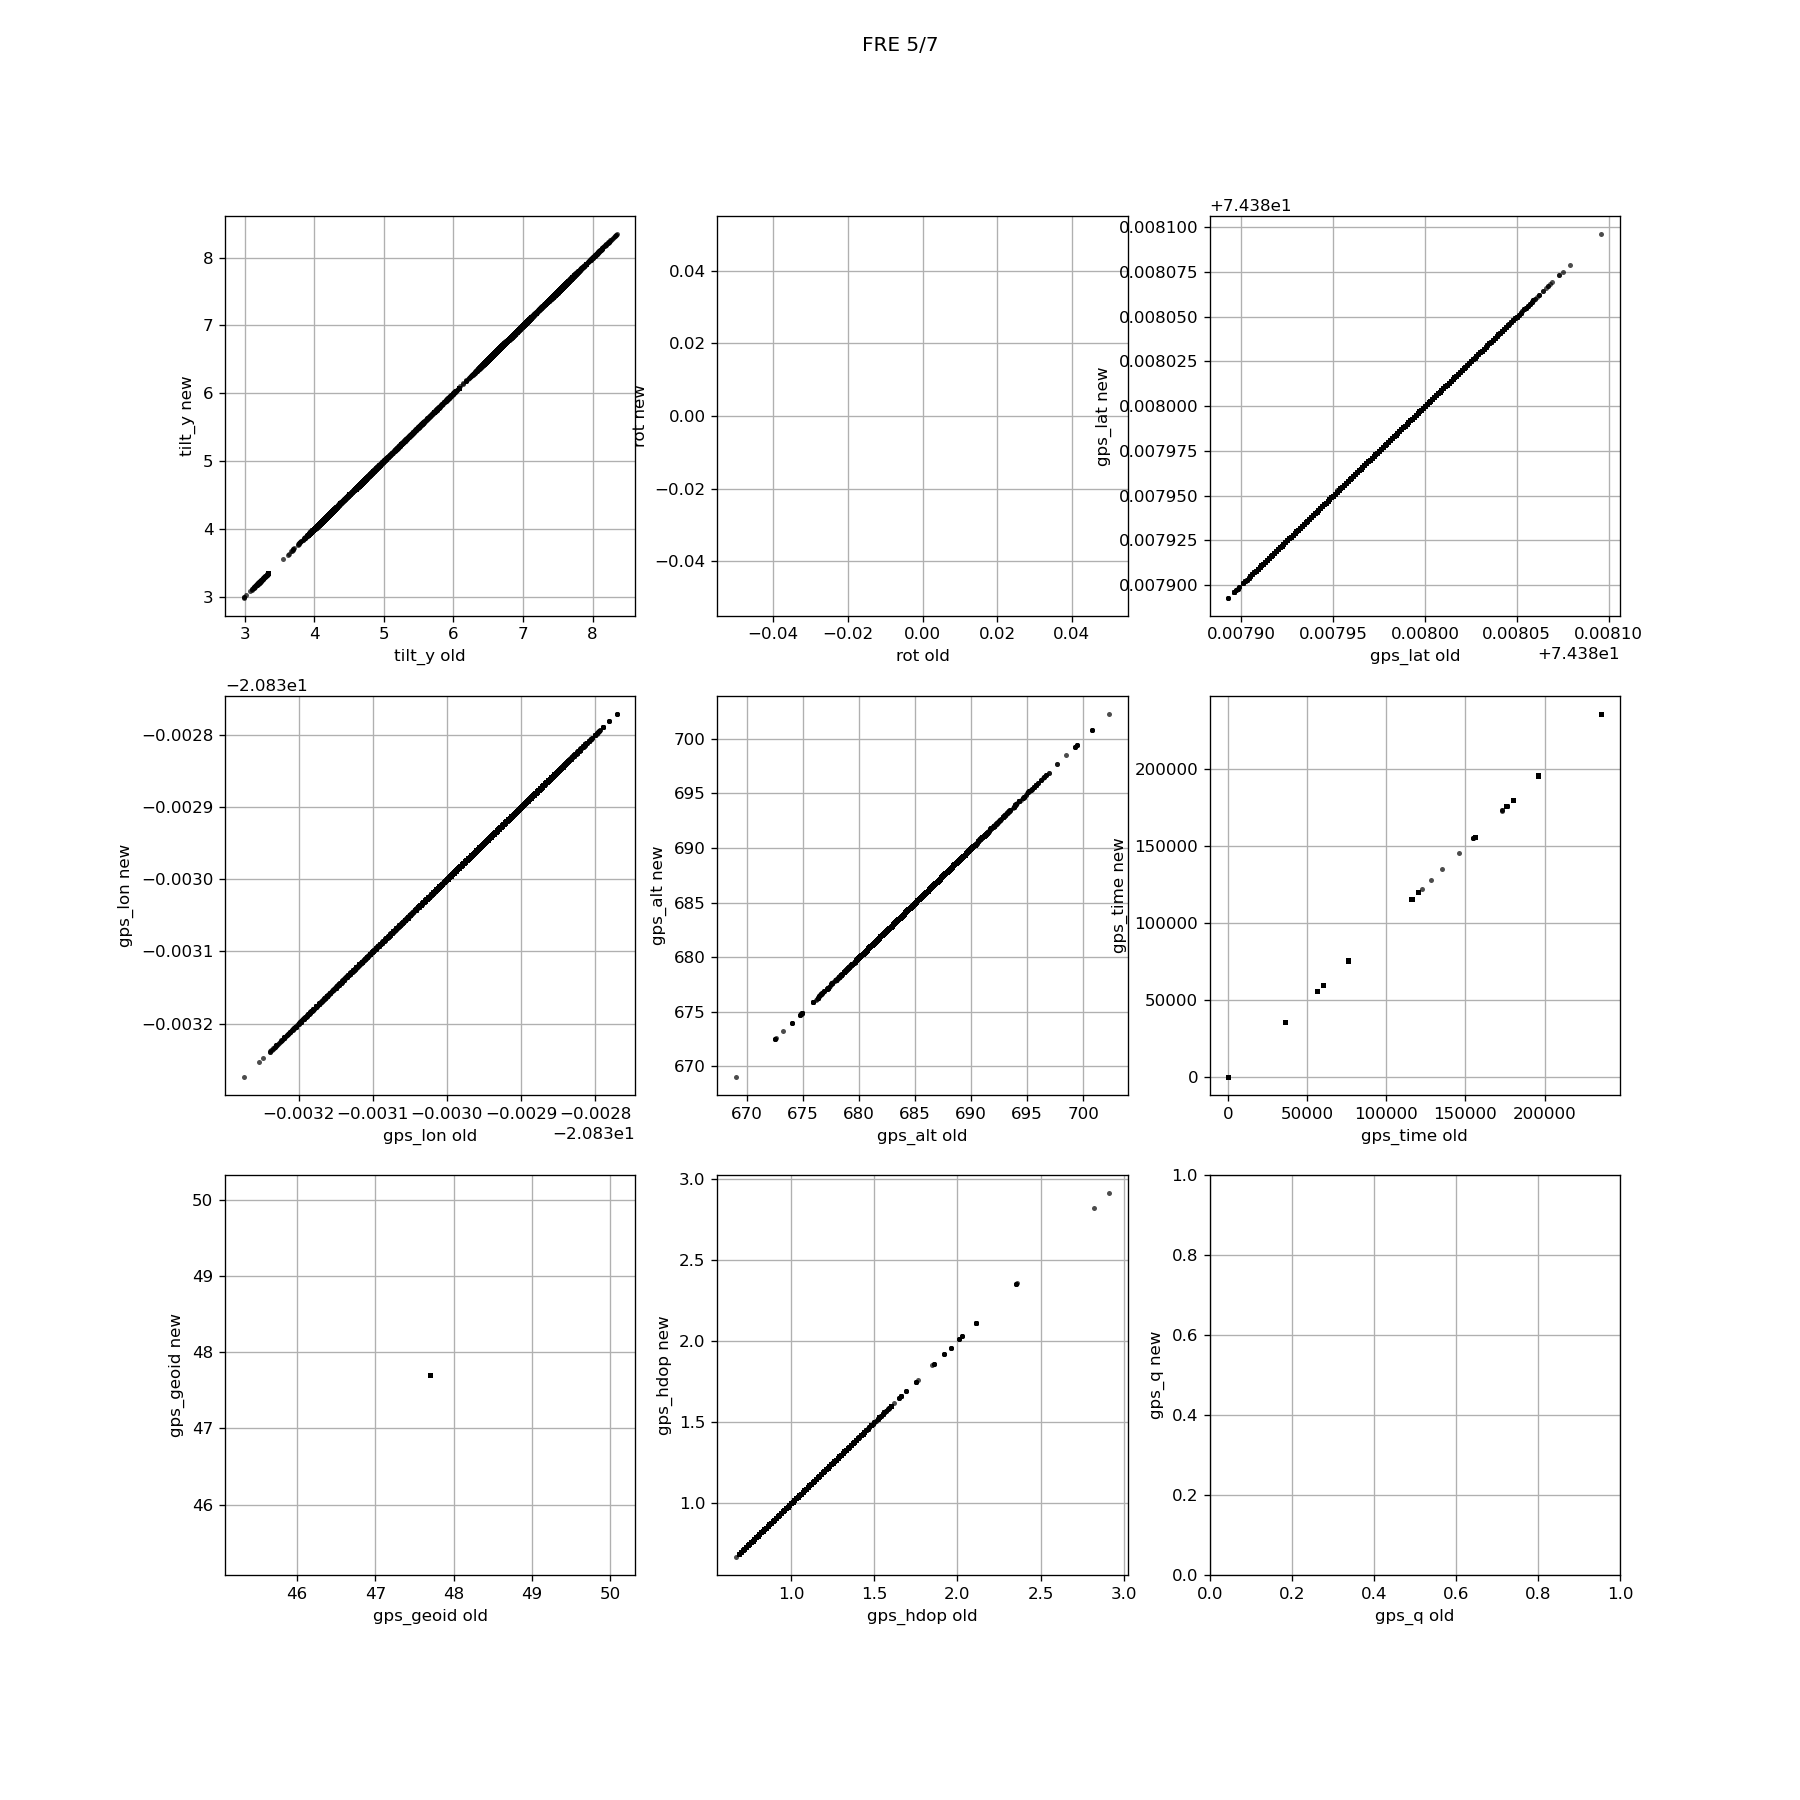 FRE 5/7
8
7
6
5
4
3
tilt_y new
3 4 5 6 7 8
tilt_y old
0.04
0.02
0.00
−0.02
−0.04
rot new
−0.04 −0.02 0.00 0.02 0.04
rot old
+7.438e1
0.008100
0.008075
0.008050
0.008025
0.008000
0.007975
0.007950
0.007925
0.007900
gps_lat new
0.00790 0.00795 0.00800 0.00805 0.00810
gps_lat old
+7.438e1
−2.083e1
−0.0028
−0.0029
−0.0030
−0.0031
−0.0032
gps_lon new
−0.0032 −0.0031 −0.0030 −0.0029 −0.0028
gps_lon old
−2.083e1
700
695
690
685
680
675
670
gps_alt new
670 675 680 685 690 695 700
gps_alt old
200000
150000
100000
50000
0
gps_time new
0 50000 100000 150000 200000
gps_time old
50
49
48
47
46
gps_geoid new
46 47 48 49 50
gps_geoid old
3.0
2.5
2.0
1.5
1.0
gps_hdop new
1.0 1.5 2.0 2.5 3.0
gps_hdop old
1.0
0.8
0.6
0.4
0.2
0.0
gps_q new
0.0 0.2 0.4 0.6 0.8 1.0
gps_q old